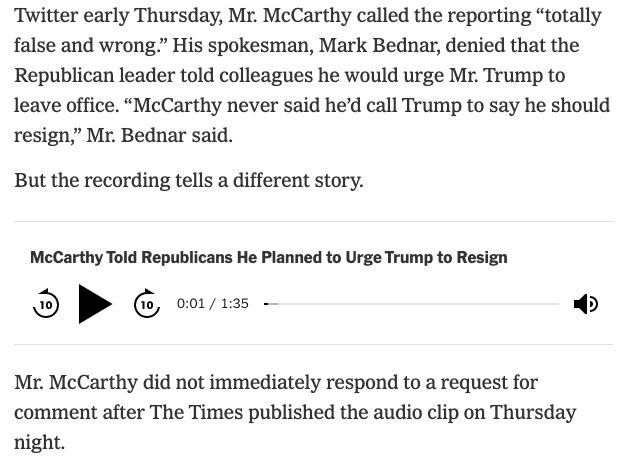 Twitter early Thursday, Mr. McCarthy called the reporting “totally
false and wrong.” His spokesman, Mark Bednar, denied that the
Republican leader told colleagues he would urge Mr. Trump to
leave office. “McCarthy never said he’d call Trump to say he should
resign,” Mr. Bednar said.
But the recording tells a different story.
McCarthy Told Republicans He Planned to Urge Trump to Resign
10 10 0:01 / 1:35
Mr. McCarthy did not immediately respond to a request for
comment after The Times published the audio clip on Thursday
night.